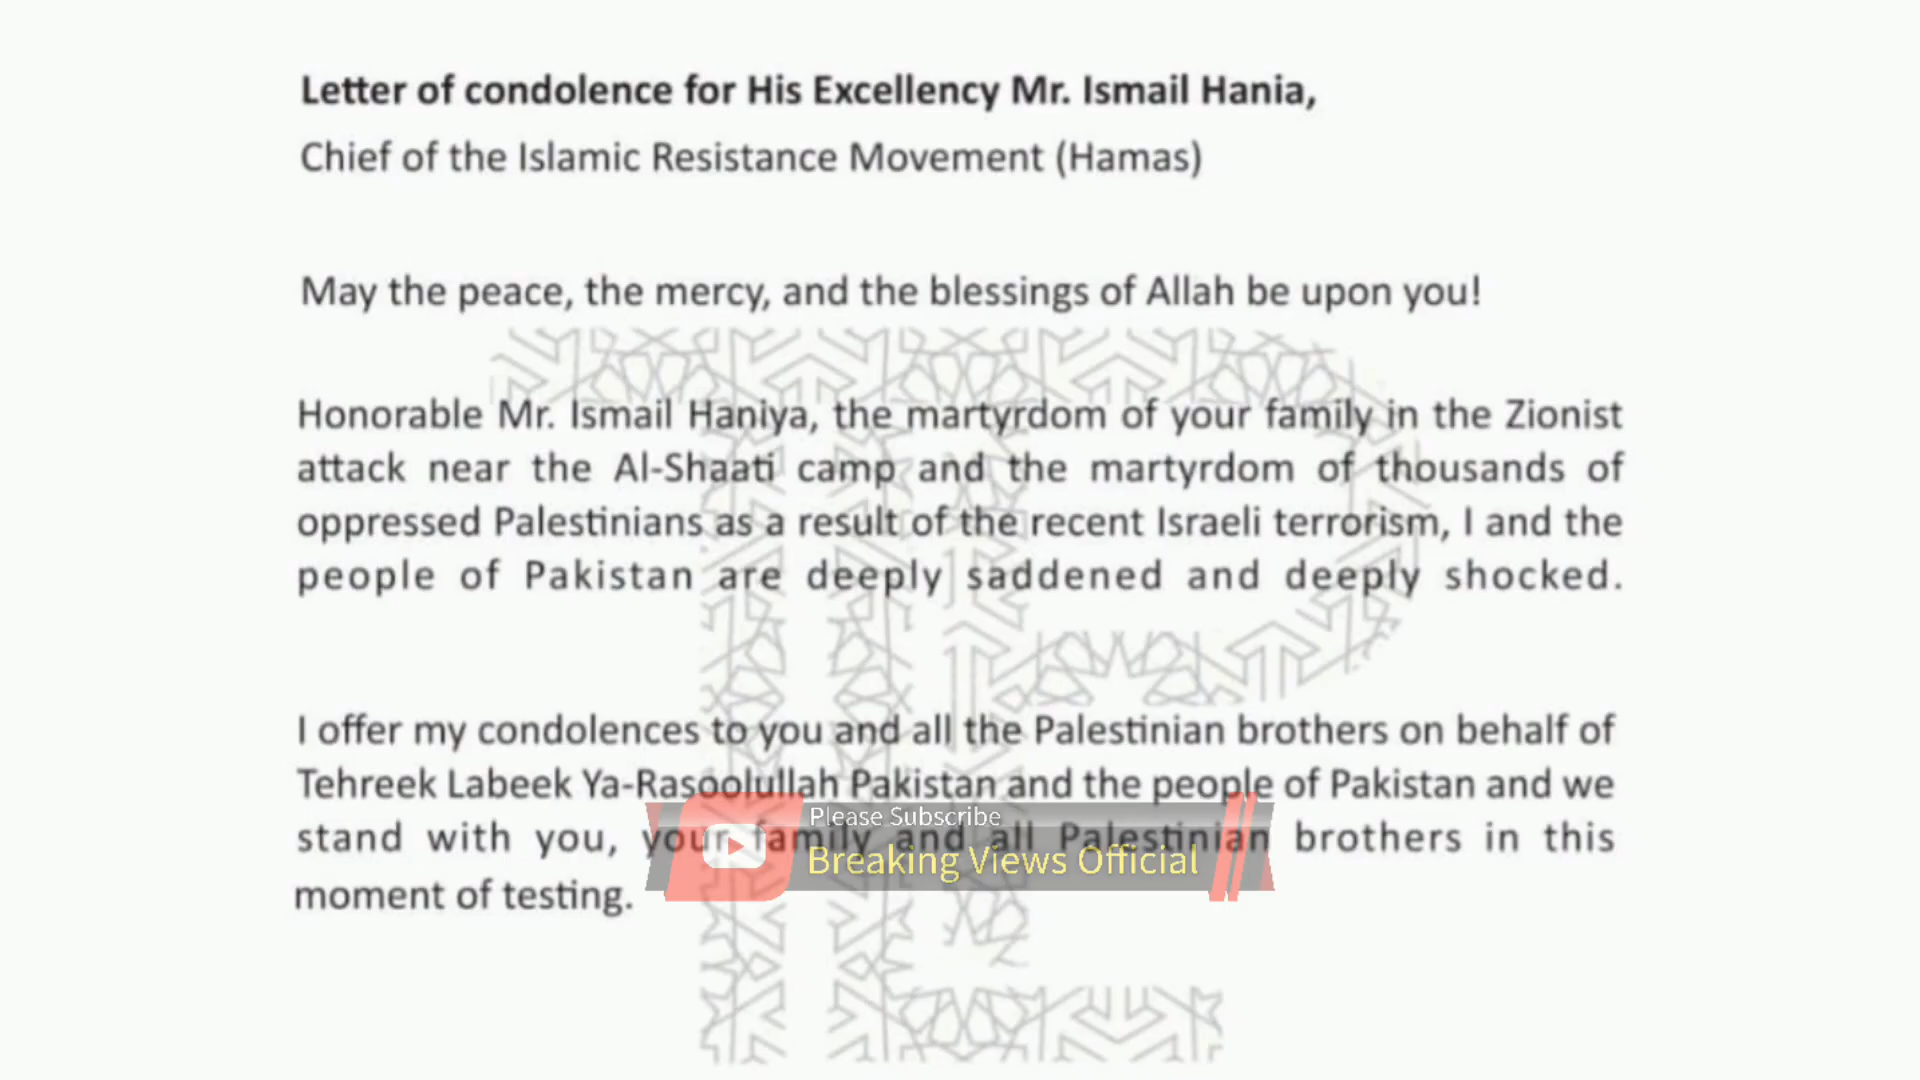 Letter of condolence for His Excellency Mr. Ismail Hania,
Chief of the Islamic Resistance Movement (Hamas)
May the peace, the mercy, and the blessings of Allah be upon you!
Honorable Mr. Ismail Haniya, the martyrdom of your family in the Zionist
attack near the Al-Shaati camp and the martyrdom of thousands of
oppressed Palestinians as a result of the recent Israeli terrorism, I and the
people of Pakistan are deeply saddened and deeply shocked.
I offer my condolences to you and all the Palestinian brothers on behalf of
Tehreek Labeek Ya-Rasoolullah Pakistan and the people of Pakistan and we
stand with you, your family and all Palestinian brothers in this
moment of testing.
Please Subscribe
Breaking Views Official